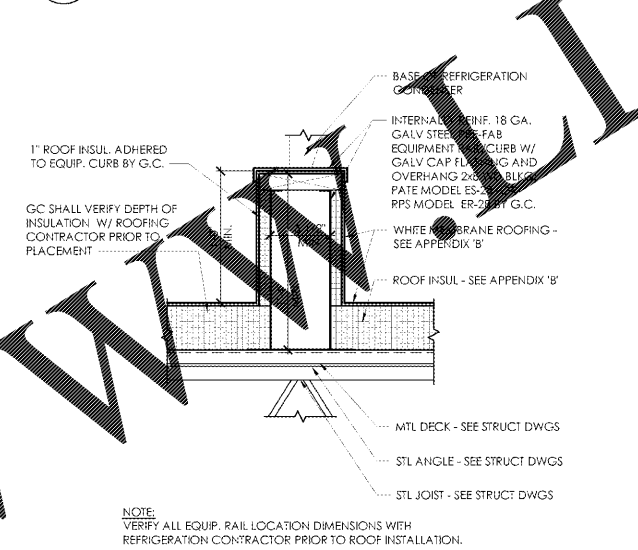 BASE OF REFRIGERATION
CONDENSER
INTERNALLY REINF. 18 GA.
GALV STEEL PRE-FAB
EQUIPMENT RAIL/CURB W/
GALV CAP FLASHING AND
OVERHANG 2x8 WD BLKG.
PATE MODEL
RPS MODEL BY G.C.
1" ROOF INSUL. ADHERED
TO EQUIP. CURB BY G.C.
GC SHALL VERIFY DEPTH OF
INSULATION W/ ROOFING
CONTRACTOR PRIOR TO
PLACEMENT
MIN.
WHITE MEMBRANE ROOFING -
SEE APPENDIX 'B'
ROOF INSUL - SEE APPENDIX 'B'
MTL DECK - SEE STRUCT DWGS
STL ANGLE - SEE STRUCT DWGS
STL JOIST - SEE STRUCT DWGS
NOTE:
VERIFY ALL EQUIP. RAIL LOCATION DIMENSIONS WITH
REFRIGERATION CONTRACTOR PRIOR TO ROOF INSTALLATION.
WWW.LI